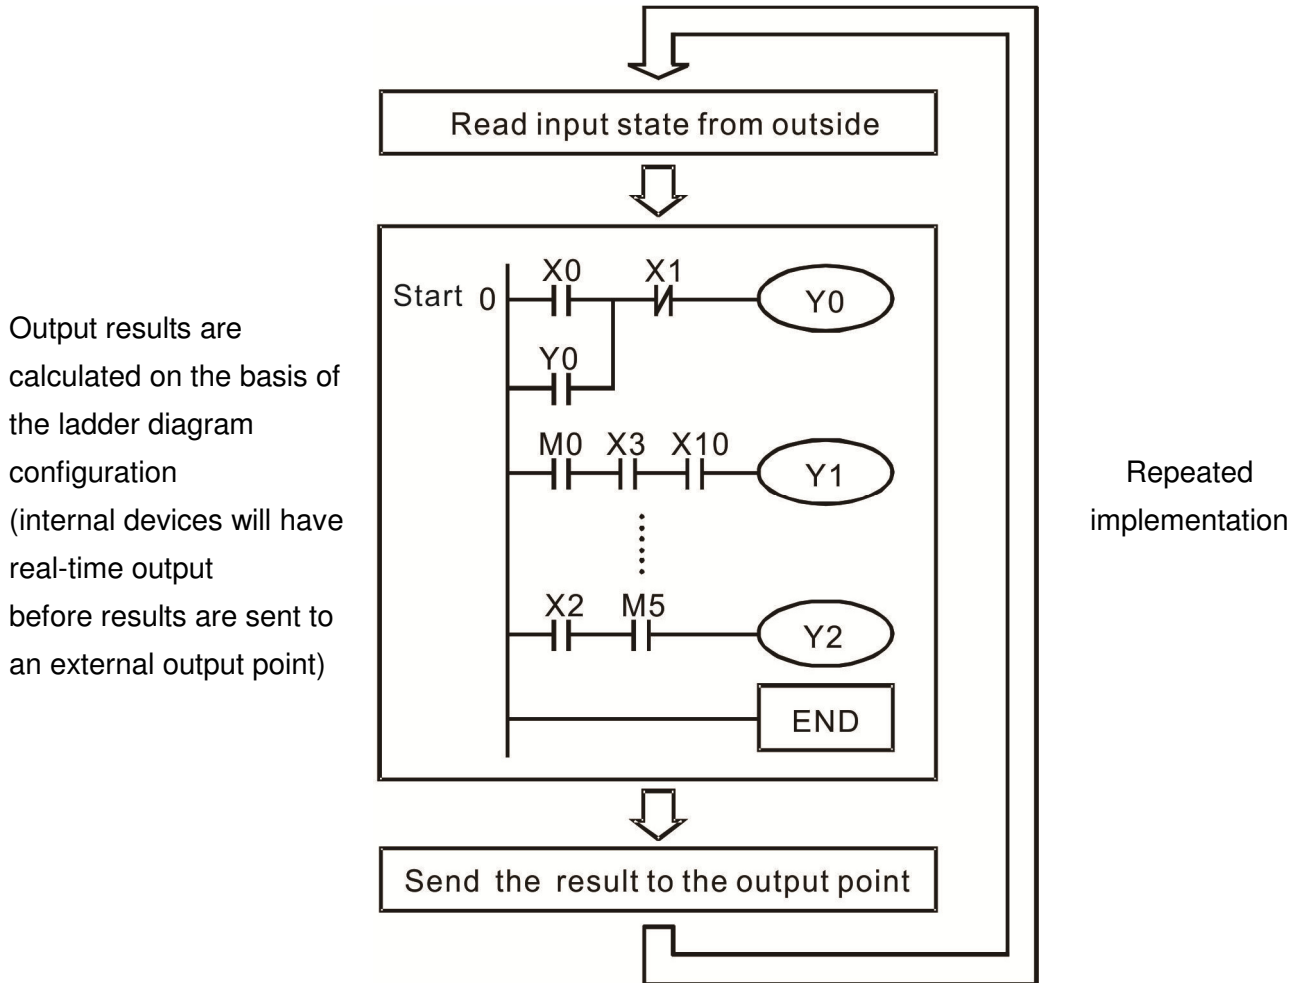 Read input state from outside
Start 0
X0 X1
Y0
Y0
M0 X3 X10
Y1
X2 M5
Y2
END
Send the result to the output point
Output results are
calculated on the basis of
the ladder diagram
configuration
(internal devices will have
real-time output
before results are sent to
an external output point)
Repeated
implementation